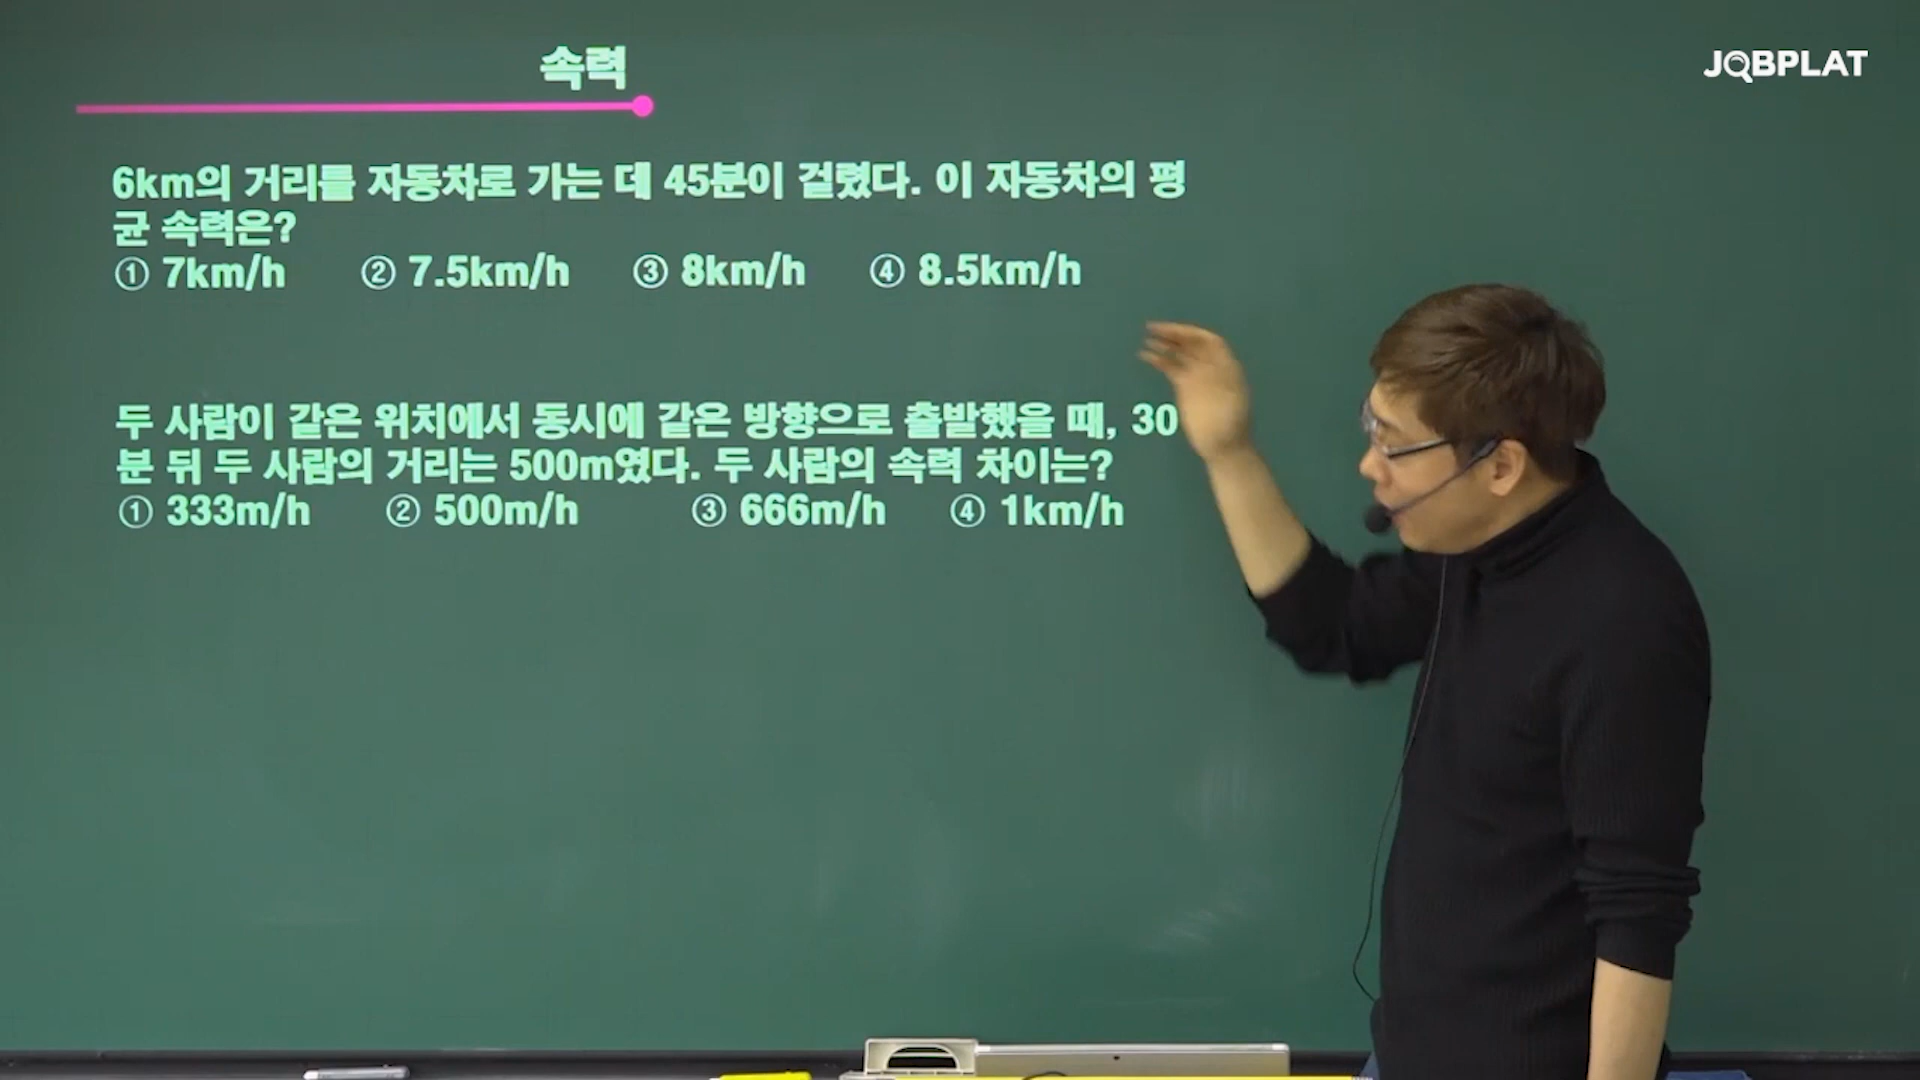 속력
JOBPLAT
6km의 거리를 자동차로 가는 데 45분이 걸렸다. 이 자동차의 평
균 속력은?
① 7km/h ② 7.5km/h ③ 8km/h ④ 8.5km/h
두 사람이 같은 위치에서 동시에 같은 방향으로 출발했을 때, 30
분 뒤 두 사람의 거리는 500m였다. 두 사람의 속력 차이는?
① 333m/h ② 500m/h ③ 666m/h ④ 1km/h